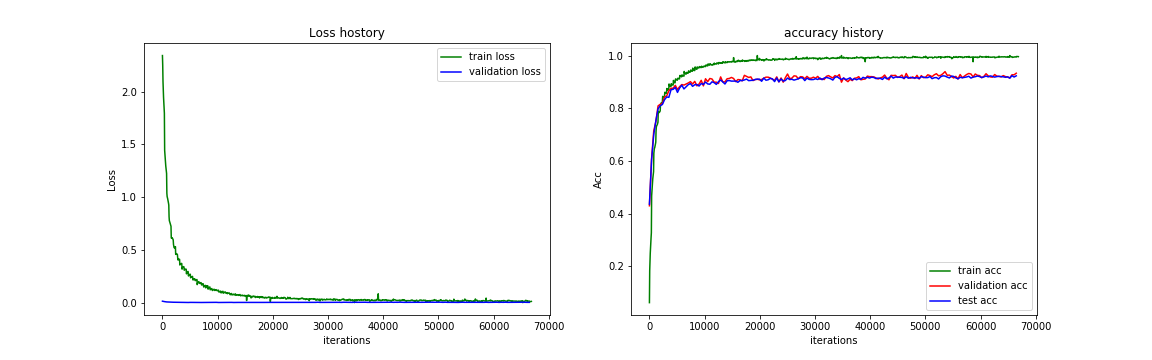 Loss hostory
train loss
validation loss
2.0
1.5
1.0
0.5
0.0
Loss
0
10000
20000
30000
40000
50000
60000
70000
iterations
accuracy history
1.0
0.8
0.6
0.4
0.2
Acc
train acc
validation acc
test acc
0
10000
20000
30000
40000
50000
60000
70000
iterations